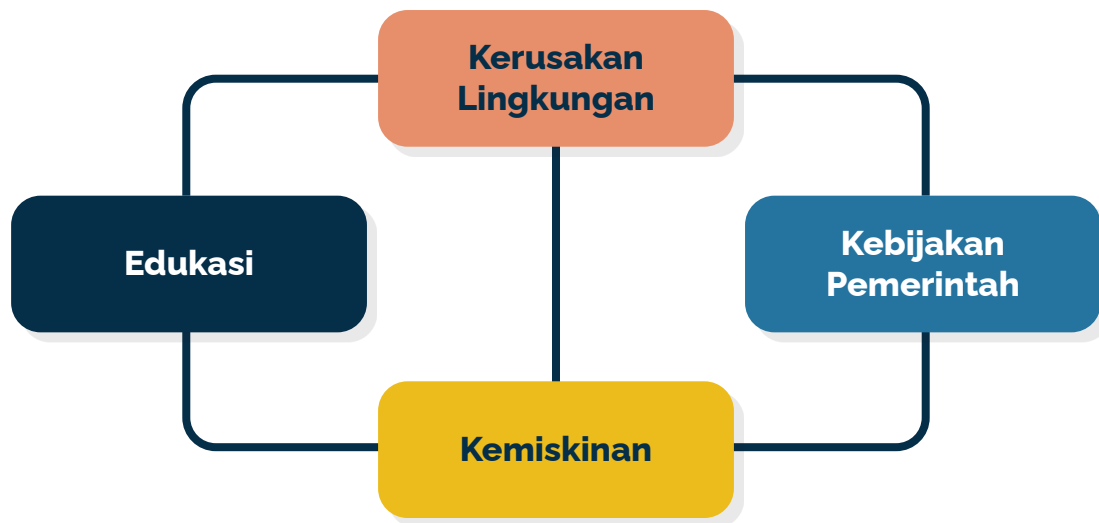 Kerusakan
Lingkungan
Edukasi
Kebijakan
Pemerintah
Kemiskinan